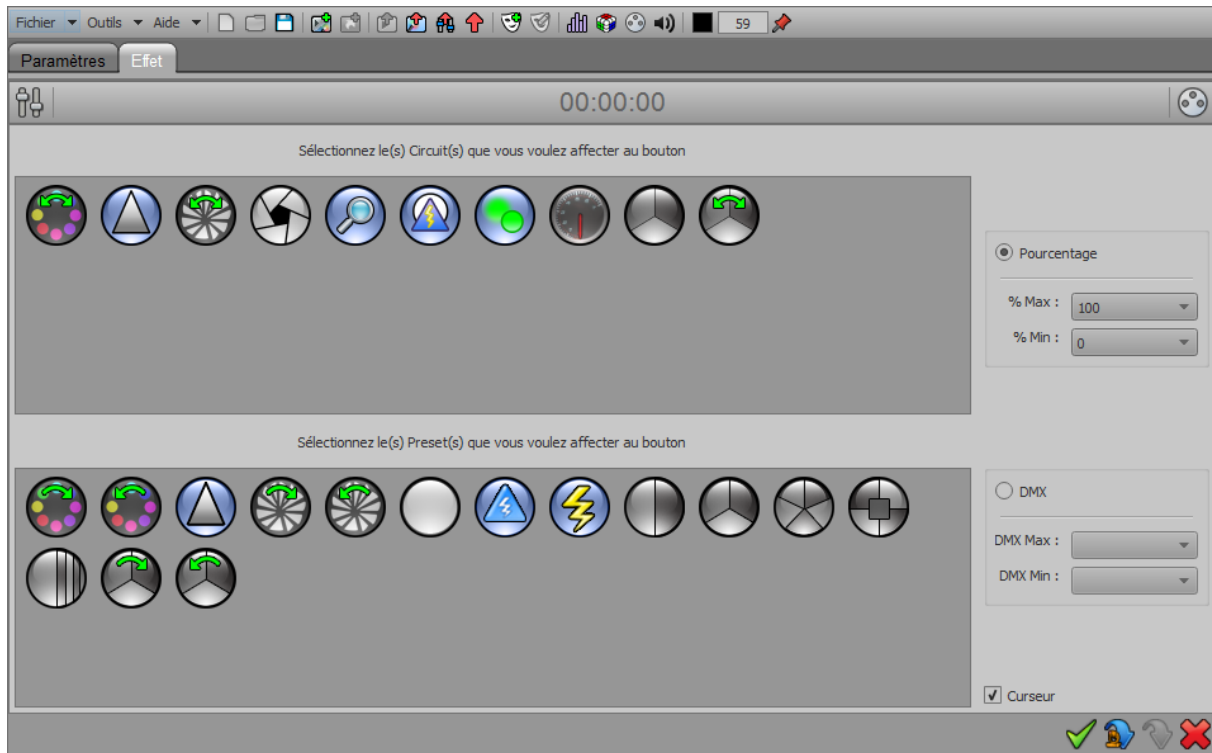 Fichier Outils Aide 59
Paramètres Effet
00:00:00
Sélectionnez le(s) Circuit(s) que vous voulez affecter au bouton
Pourcentage
% Max : 100
% Min : 0
Sélectionnez le(s) Preset(s) que vous voulez affecter au bouton
DMX
DMX Max :
DMX Min :
Curseur